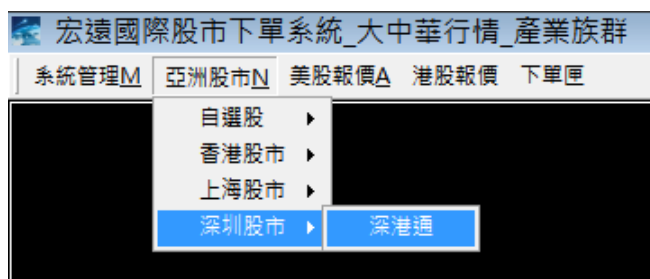 宏遠國際股市下單系統_大中華行情_產業族群
系統管理M 亞洲股市N 美股報價A 港股報價 下單匣
自選股
香港股市
上海股市
深圳股市 深港通